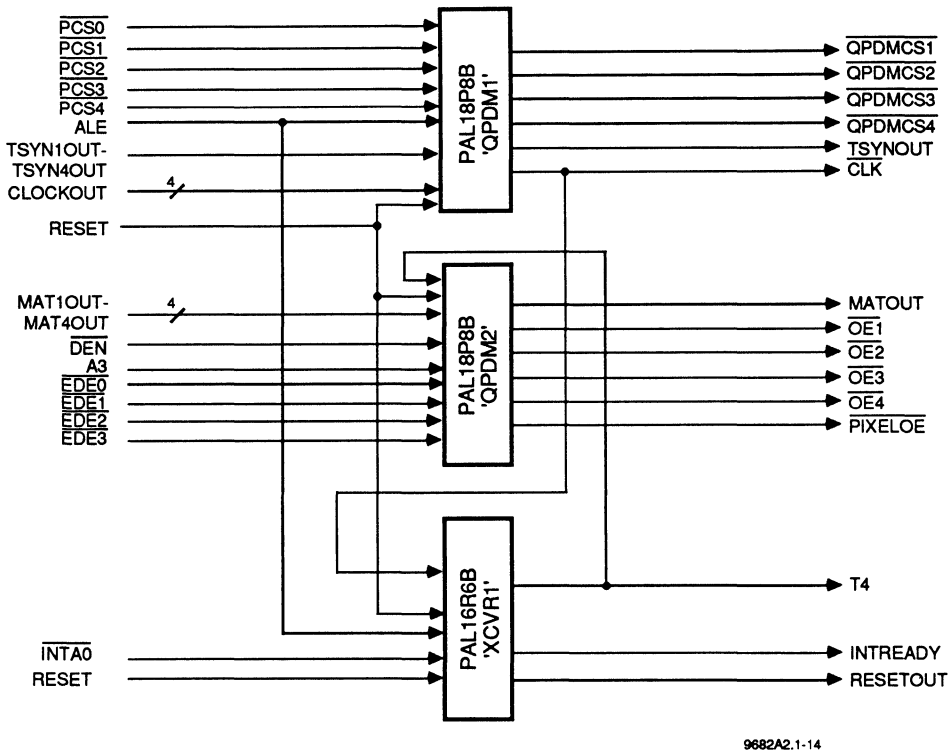 PCS0
PCS1
PCS2
PCS3
PCS4
ALE
TSYN1OUT-
TSYN4OUT
CLOCKOUT
4
RESET
PAL18P8B
'QPDM1'
QPDMCS1
QPDMCS2
QPDMCS3
QPDMCS4
TSYNOUT
CLK
MAT1OUT-
MAT4OUT
4
DEN
A3
EDE0
EDE1
EDE2
EDE3
PAL18P8B
'QPDM2'
MATOUT
OE1
OE2
OE3
OE4
PIXELOE
INTA0
RESET
PAL16R6B
'XCVR1'
T4
INTREADY
RESETOUT
9682A2.1-14